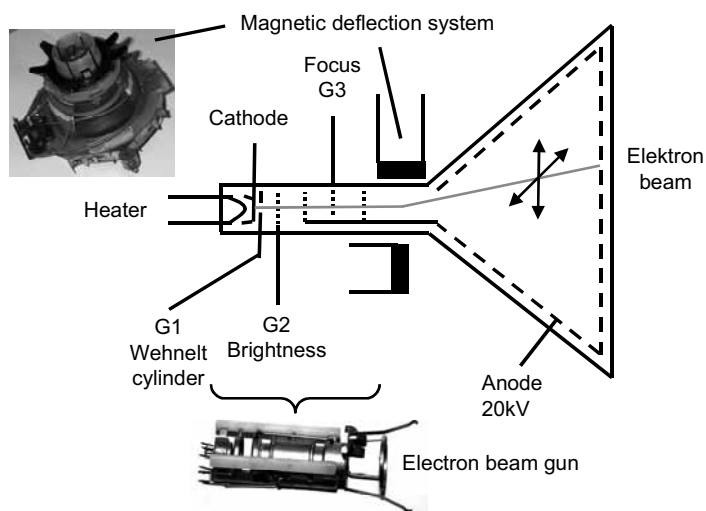 Magnetic deflection system
Focus
G3
Cathode
Elektron
beam
Heater
G1
Wehnelt
cylinder
G2
Brightness
Anode
20kV
Electron beam gun